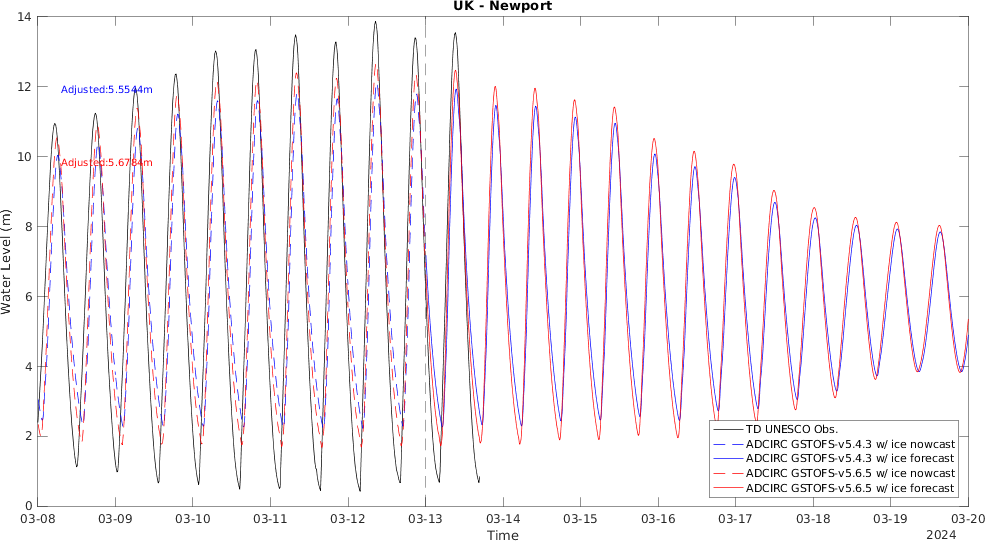 UK - Newport
Water Level (m)
14
12
10
8
6
4
2
0
Adjusted:5.5544m
Adjusted:5.6784m
TD UNESCO Obs.
ADCIRC GSTOFS-v5.4.3 w/ ice nowcast
ADCIRC GSTOFS-v5.4.3 w/ ice forecast
ADCIRC GSTOFS-v5.6.5 w/ ice nowcast
ADCIRC GSTOFS-v5.6.5 w/ ice forecast
03-08 03-09 03-10 03-11 03-12 03-13 03-14 03-15 03-16 03-17 03-18 03-19 03-20
Time
2024